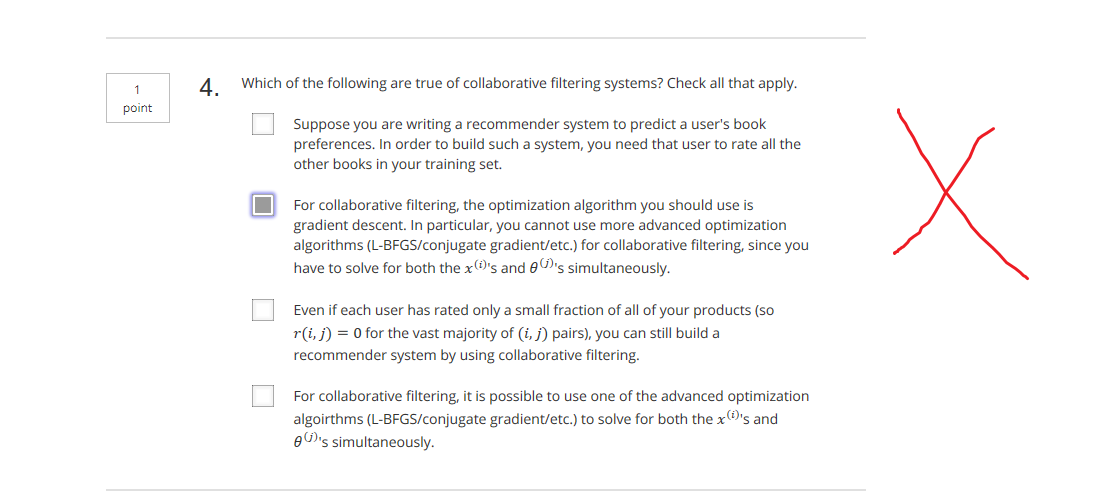 1
point
4. Which of the following are true of collaborative filtering systems? Check all that apply.
Suppose you are writing a recommender system to predict a user's book
preferences. In order to build such a system, you need that user to rate all the
other books in your training set.
For collaborative filtering, the optimization algorithm you should use is
gradient descent. In particular, you cannot use more advanced optimization
algorithms (L-BFGS/conjugate gradient/etc.) for collaborative filtering, since you
have to solve for both the x⁽ⁱ⁾'s and θ⁽ʲ⁾'s simultaneously.
Even if each user has rated only a small fraction of all of your products (so
r(i, j) = 0 for the vast majority of (i, j) pairs), you can still build a
recommender system by using collaborative filtering.
For collaborative filtering, it is possible to use one of the advanced optimization
algoirthms (L-BFGS/conjugate gradient/etc.) to solve for both the x⁽ⁱ⁾'s and
θ⁽ʲ⁾'s simultaneously.